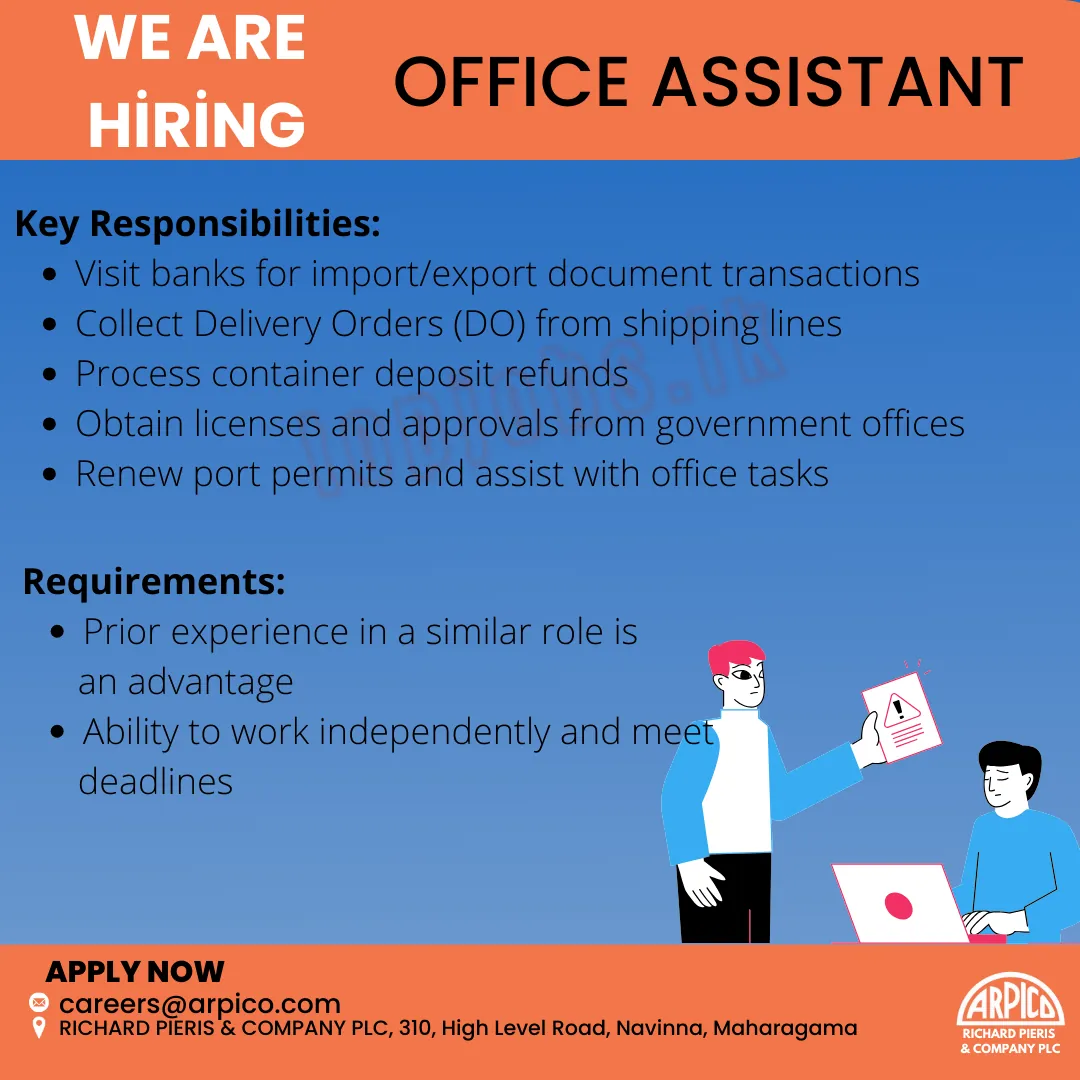 WE ARE
HİRİNG
OFFICE ASSISTANT
Key Responsibilities:
• Visit banks for import/export document transactions
• Collect Delivery Orders (DO) from shipping lines
• Process container deposit refunds
• Obtain licenses and approvals from government offices
• Renew port permits and assist with office tasks
Requirements:
• Prior experience in a similar role is
an advantage
• Ability to work independently and meet
deadlines
APPLY NOW
careers@arpico.com
RICHARD PIERIS & COMPANY PLC, 310, High Level Road, Navinna, Maharagama
ARPICO
RICHARD PIERIS
& COMPANY PLC